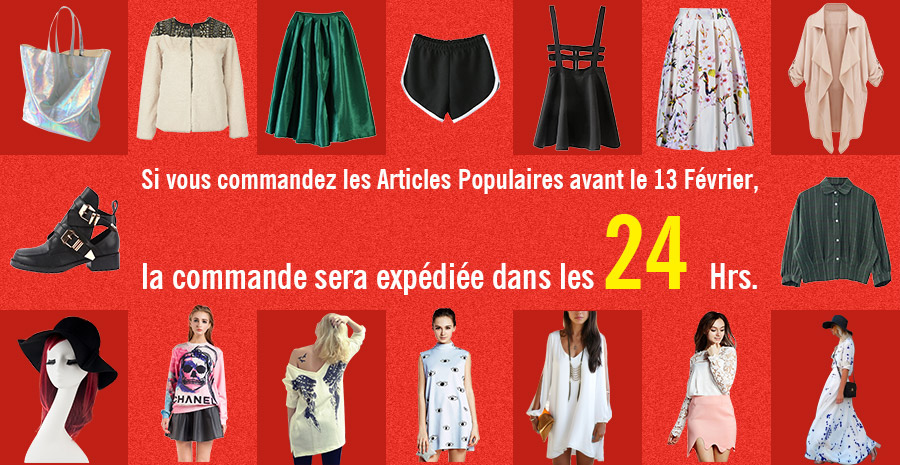 Si vous commandez les Articles Populaires avant le 13 Février,
la commande sera expédiée dans les 24 Hrs.
CHANEL